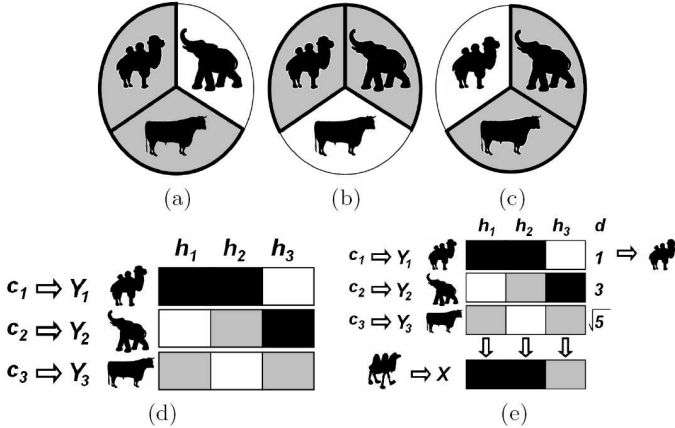 (a)
(b)
(c)
h₁ h₂ h₃
c₁ ⇨ Y₁
c₂ ⇨ Y₂
c₃ ⇨ Y₃
(d)
h₁ h₂ h₃ d
c₁ ⇨ Y₁ 1 ⇨
c₂ ⇨ Y₂ 3
c₃ ⇨ Y₃ √5
⇨ X
(e)